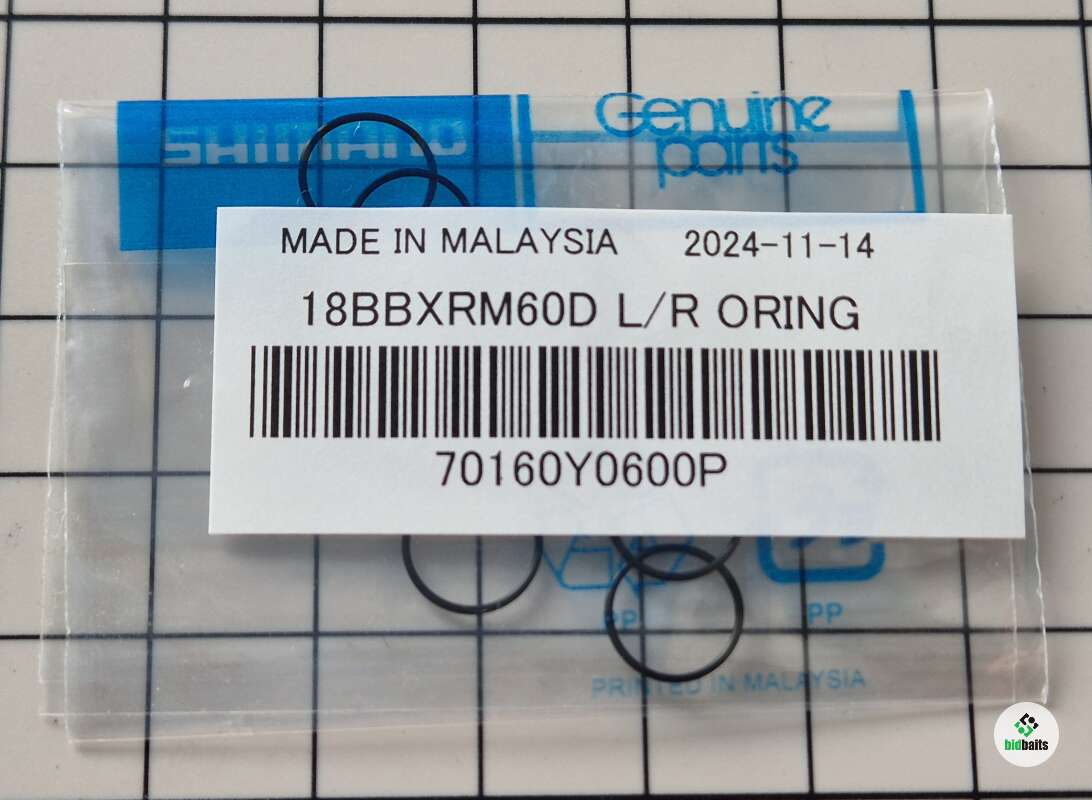 SHIMANO
Genuine
parts
MADE IN MALAYSIA 2024-11-14
18BBXRM60D L/R ORING
70160Y0600P
PP PP
PRINTED IN MALAYSIA
bidbaits